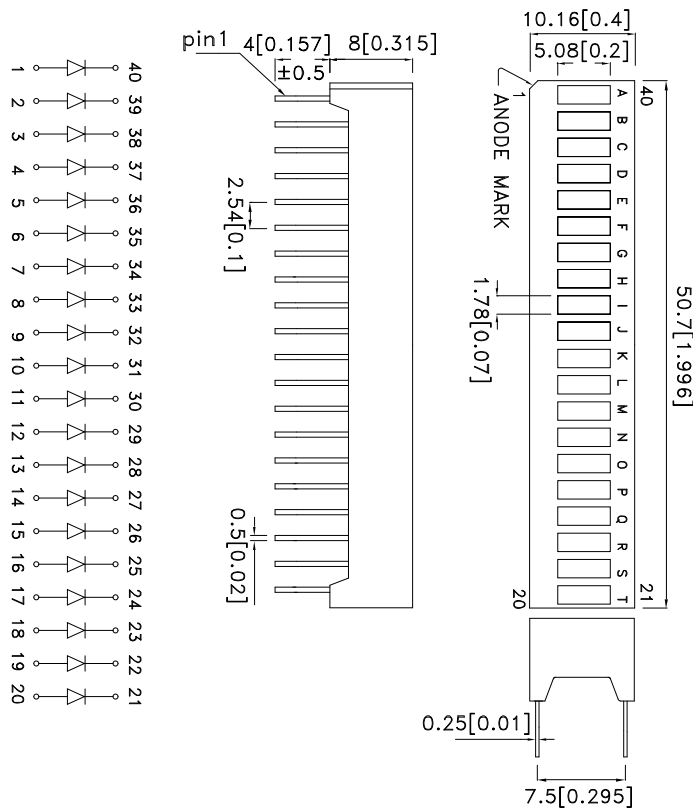 pin1
4[0.157]
±0.5
8[0.315]
10.16[0.4]
5.08[0.2]
1 40
2 39
3 38
4 37
5 36
6 35
7 34
8 33
9 32
10 31
11 30
12 29
13 28
14 27
15 26
16 25
17 24
18 23
19 22
20 21
2.54[0.1]
0.5[0.02]
1
40
ANODE MARK
A
B
C
D
E
F
G
H
I
J
K
L
M
N
O
P
Q
R
S
T
1.78[0.07]
50.7[1.996]
20
21
0.25[0.01]
7.5[0.295]